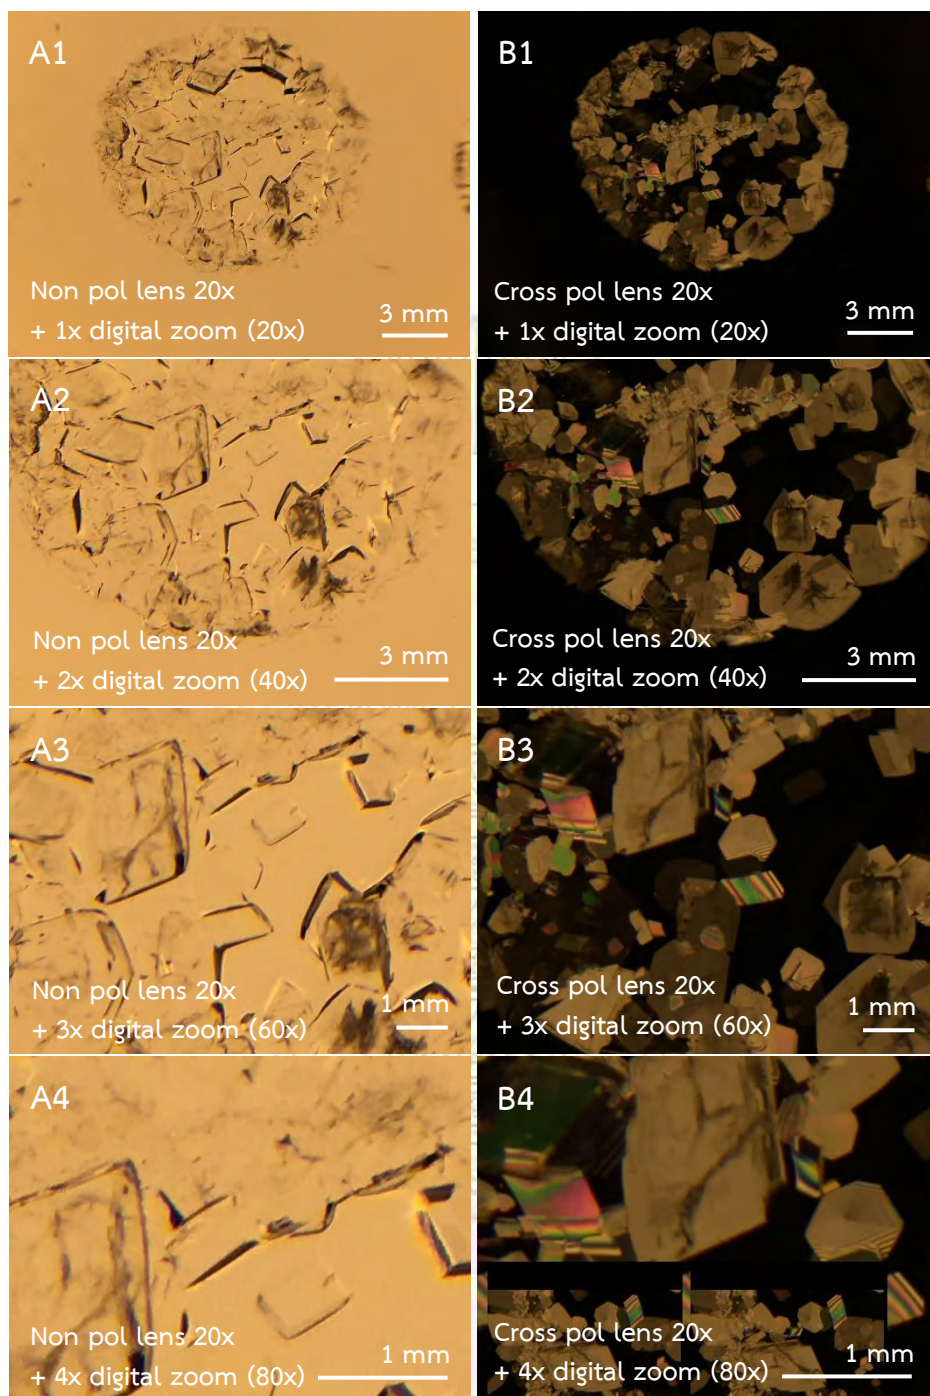 A1
Non pol lens 20x
+ 1x digital zoom (20x)
3 mm
B1
Cross pol lens 20x
+ 1x digital zoom (20x)
3 mm
A2
Non pol lens 20x
+ 2x digital zoom (40x)
3 mm
B2
Cross pol lens 20x
+ 2x digital zoom (40x)
3 mm
A3
Non pol lens 20x
+ 3x digital zoom (60x)
1 mm
B3
Cross pol lens 20x
+ 3x digital zoom (60x)
1 mm
A4
Non pol lens 20x
+ 4x digital zoom (80x)
1 mm
B4
Cross pol lens 20x
+ 4x digital zoom (80x)
1 mm